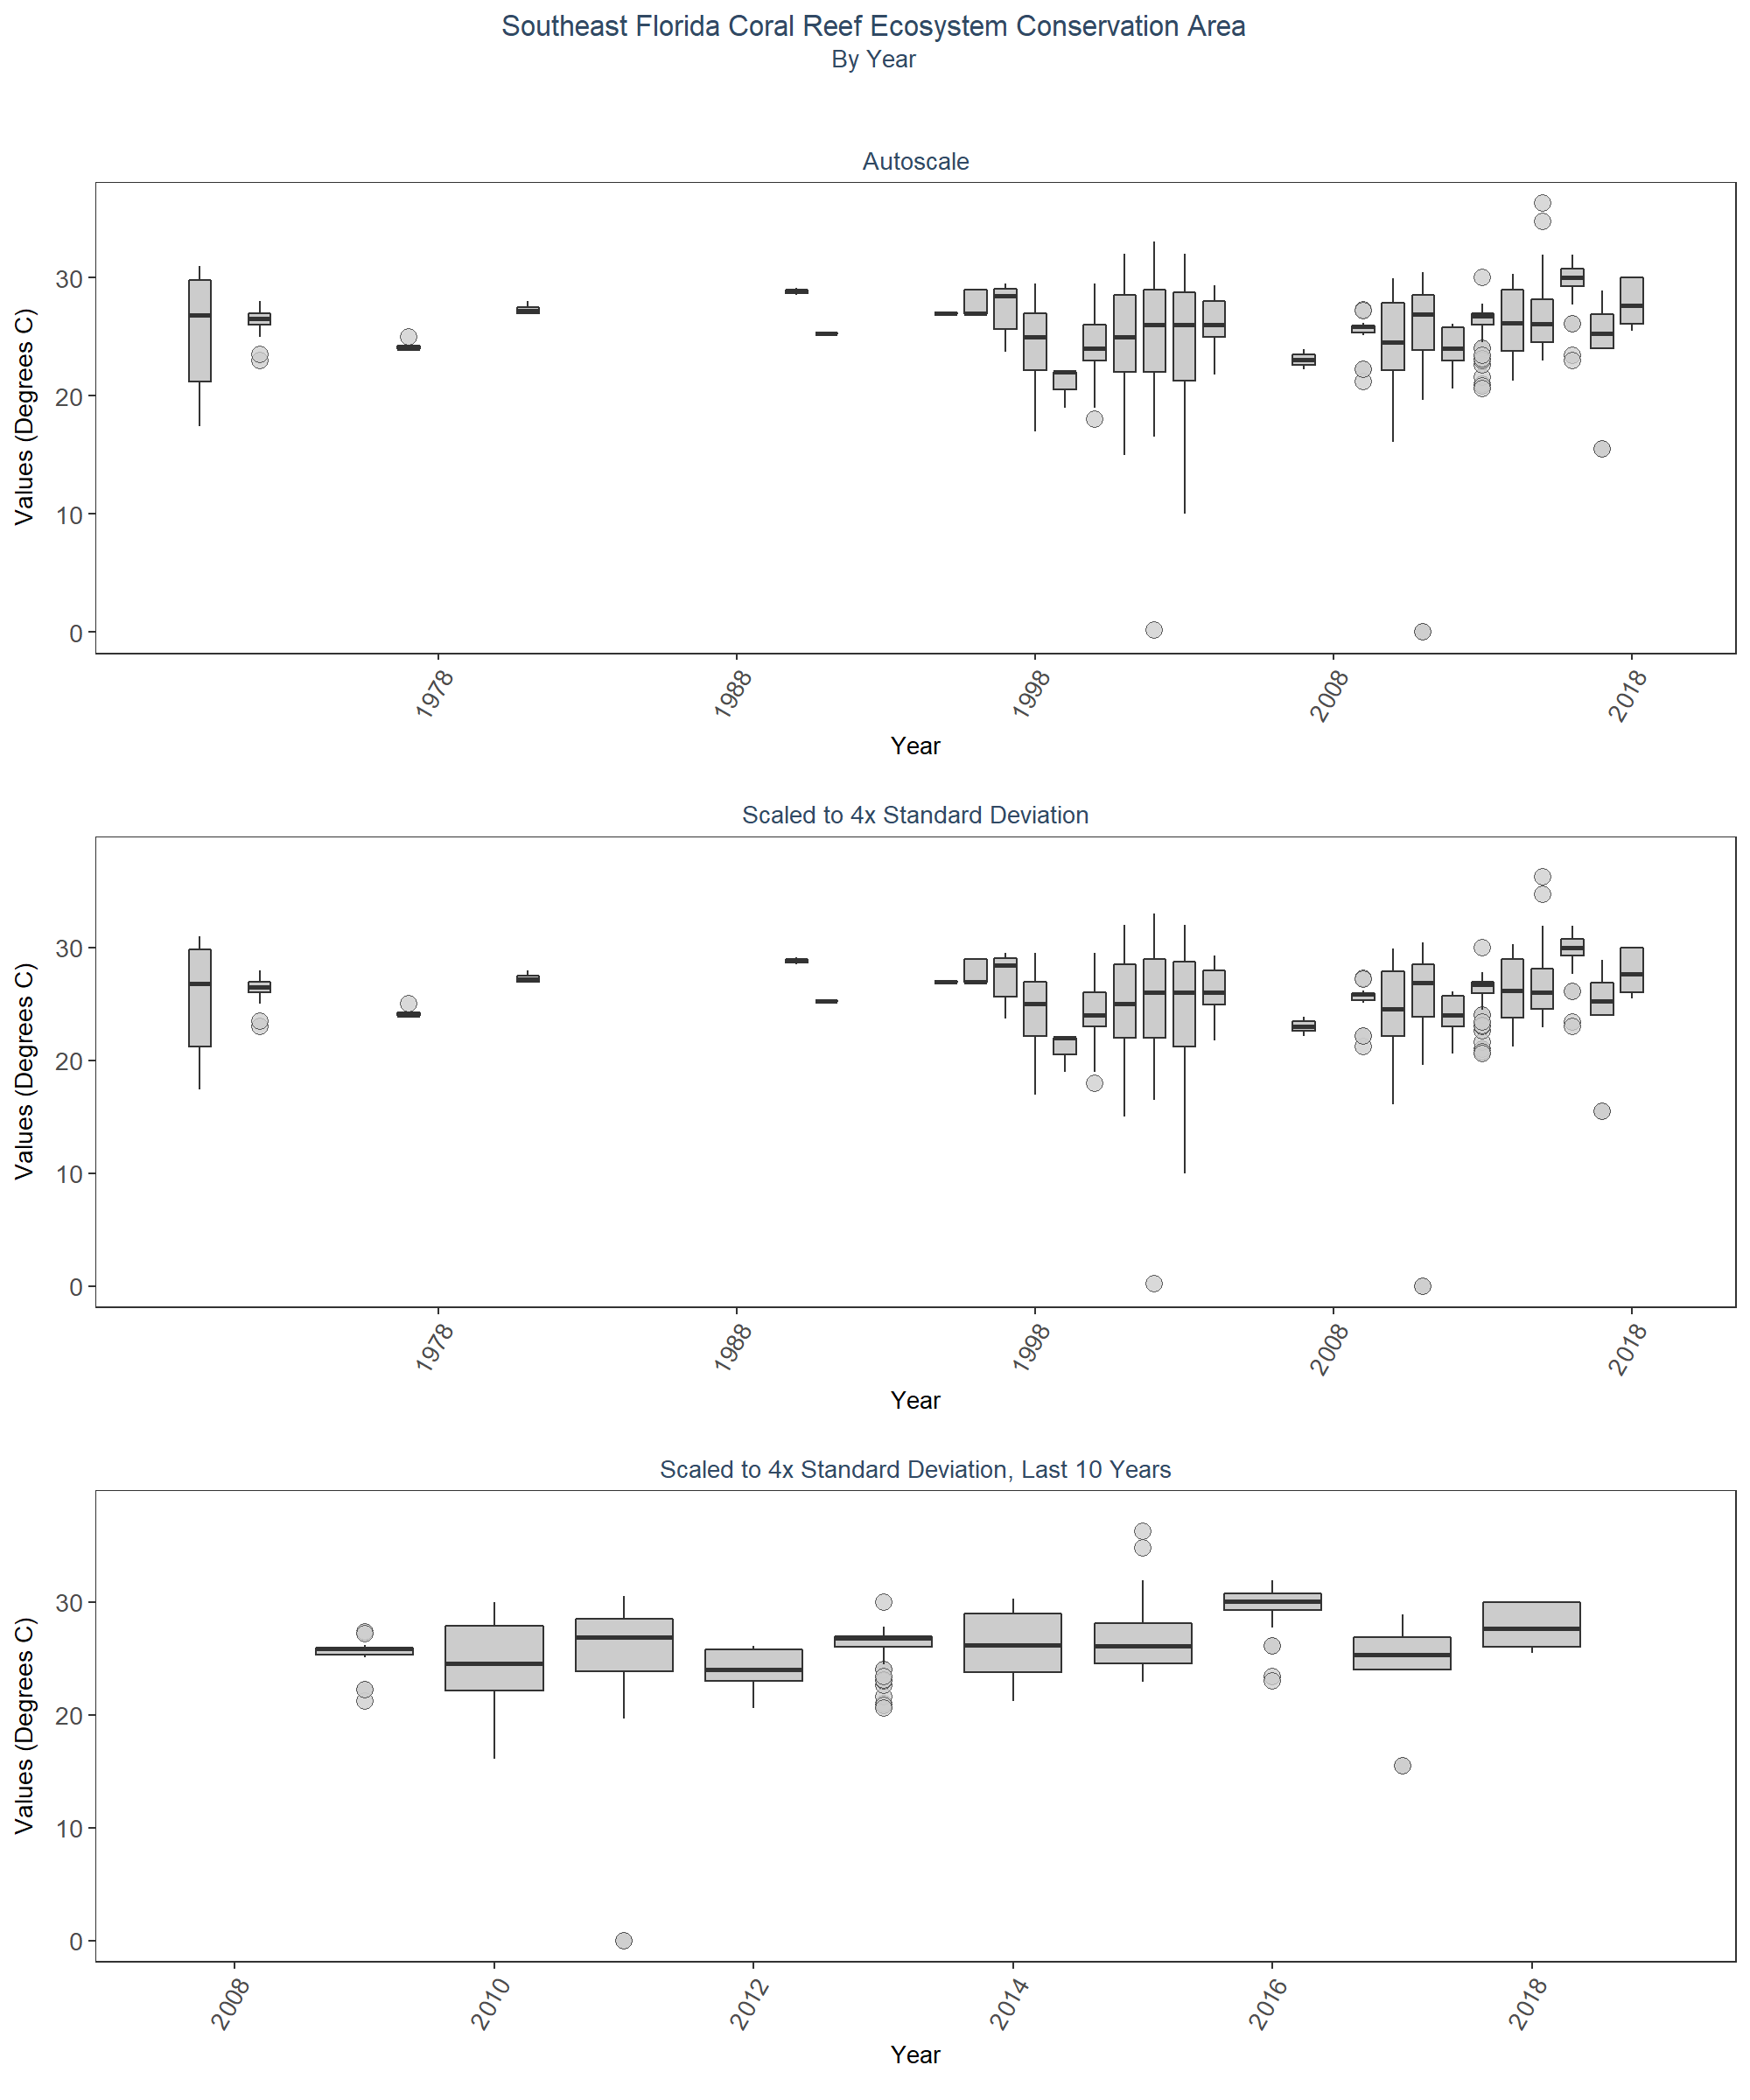 Southeast Florida Coral Reef Ecosystem Conservation Area
By Year
Autoscale
Values (Degrees C)
30
20
10
0
1978
1988
1998
2008
2018
Year
Scaled to 4x Standard Deviation
Values (Degrees C)
30
20
10
0
1978
1988
1998
2008
2018
Year
Scaled to 4x Standard Deviation, Last 10 Years
Values (Degrees C)
30
20
10
0
2008
2010
2012
2014
2016
2018
Year